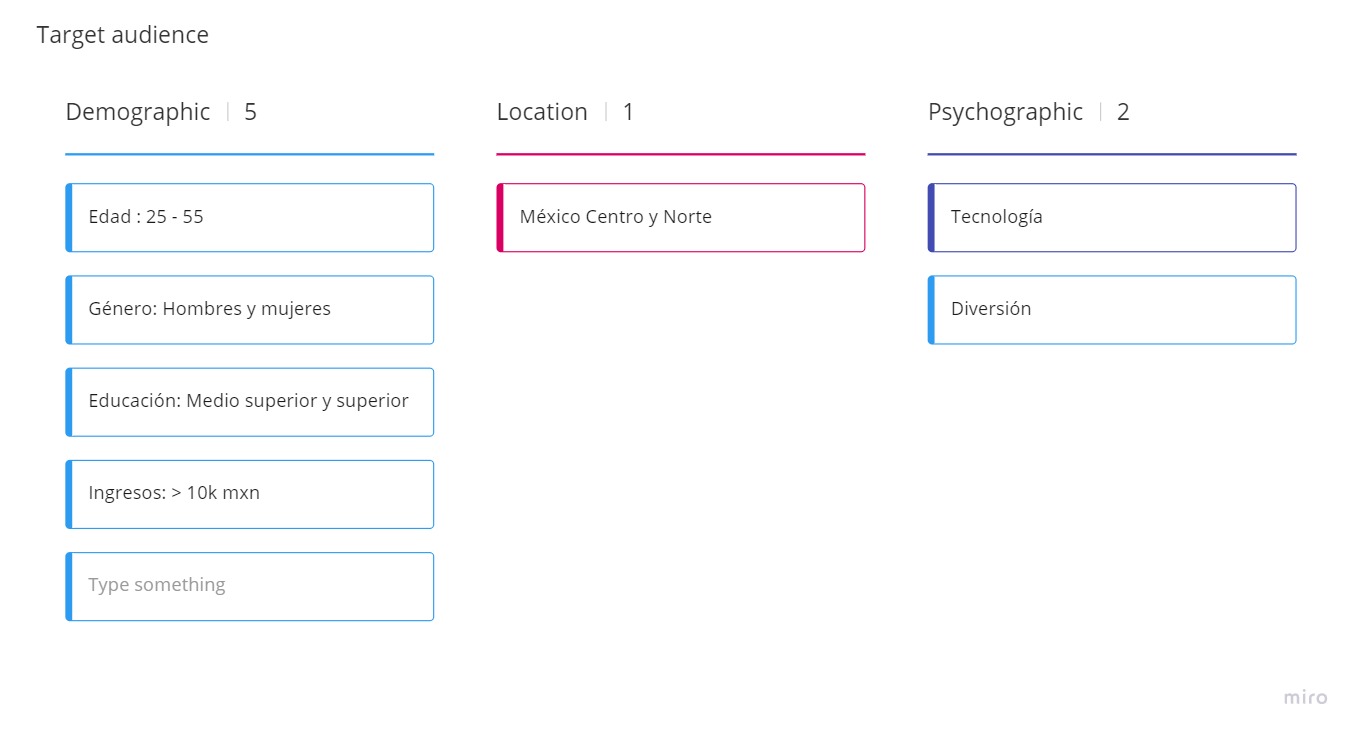 Target audience
Demographic | 5
Edad : 25 - 55
Género: Hombres y mujeres
Educación: Medio superior y superior
Ingresos: > 10k mxn
Type something
Location | 1
México Centro y Norte
Psychographic | 2
Tecnología
Diversión
miro